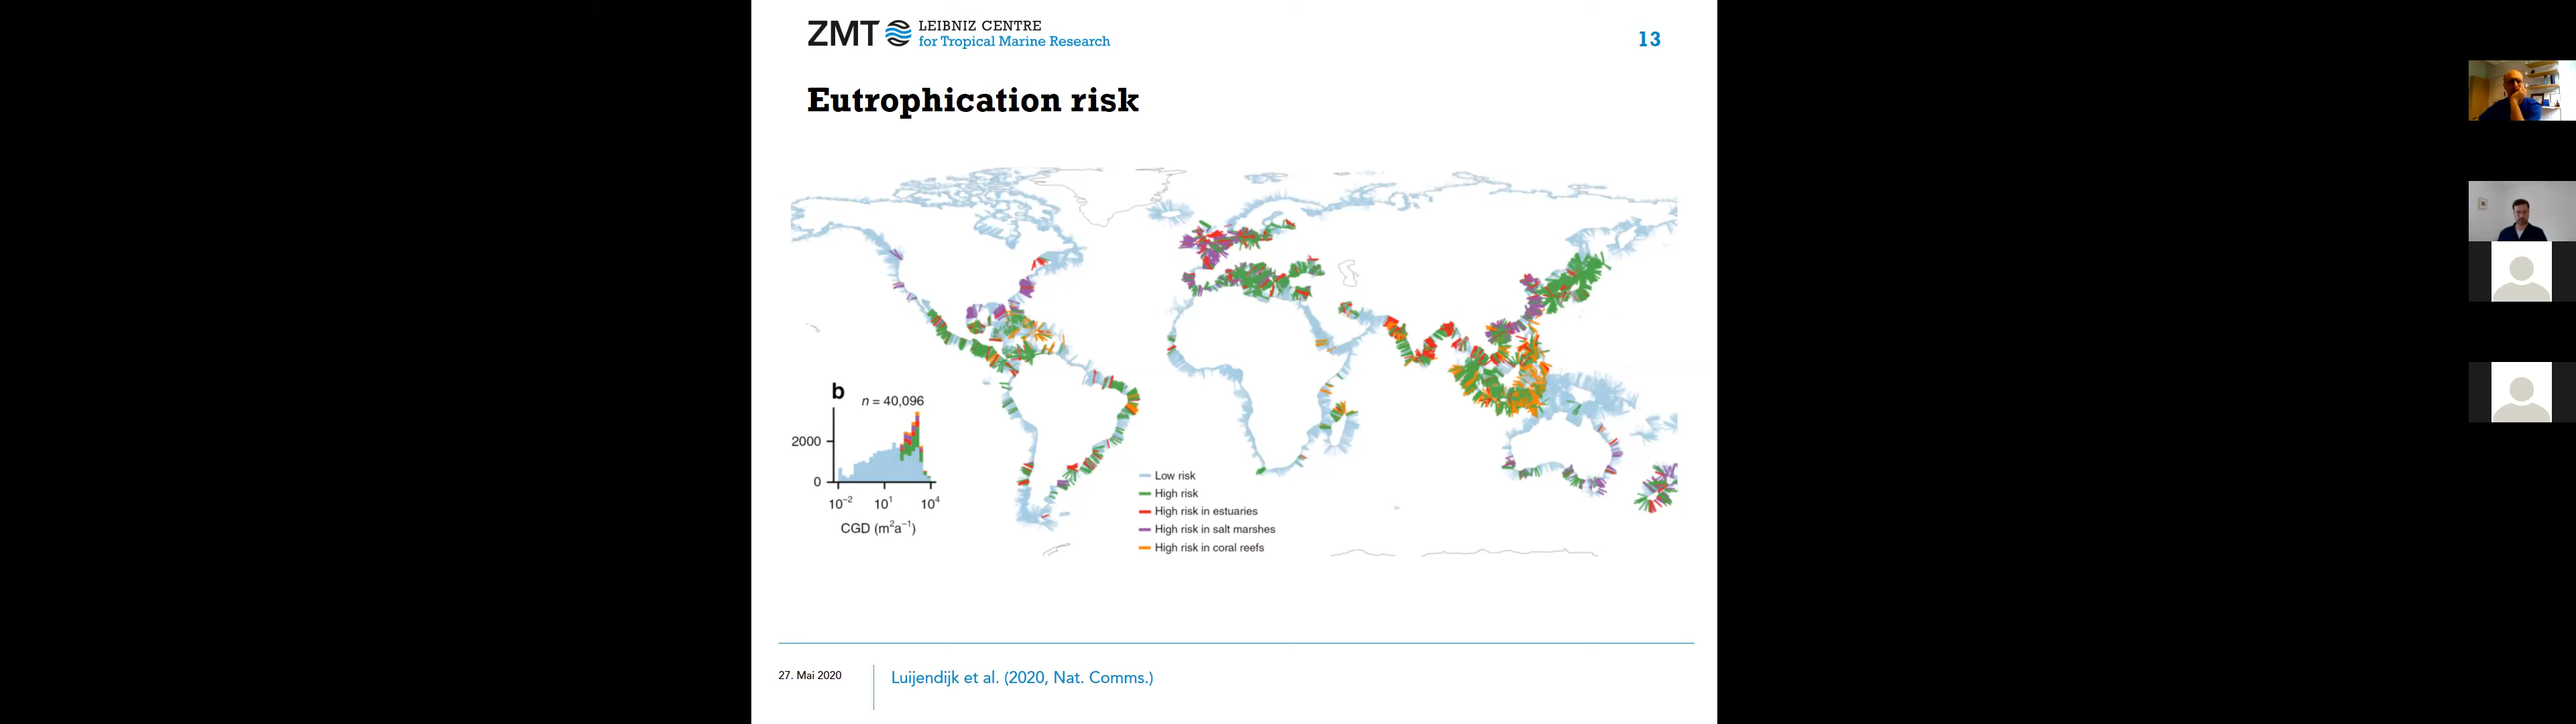 ZMT LEIBNIZ CENTRE
for Tropical Marine Research
13
Eutrophication risk
b
n = 40,096
2000
0
10⁻² 10¹ 10⁴
CGD (m²a⁻¹)
Low risk
High risk
High risk in estuaries
High risk in salt marshes
High risk in coral reefs
27. Mai 2020
Luijendijk et al. (2020, Nat. Comms.)